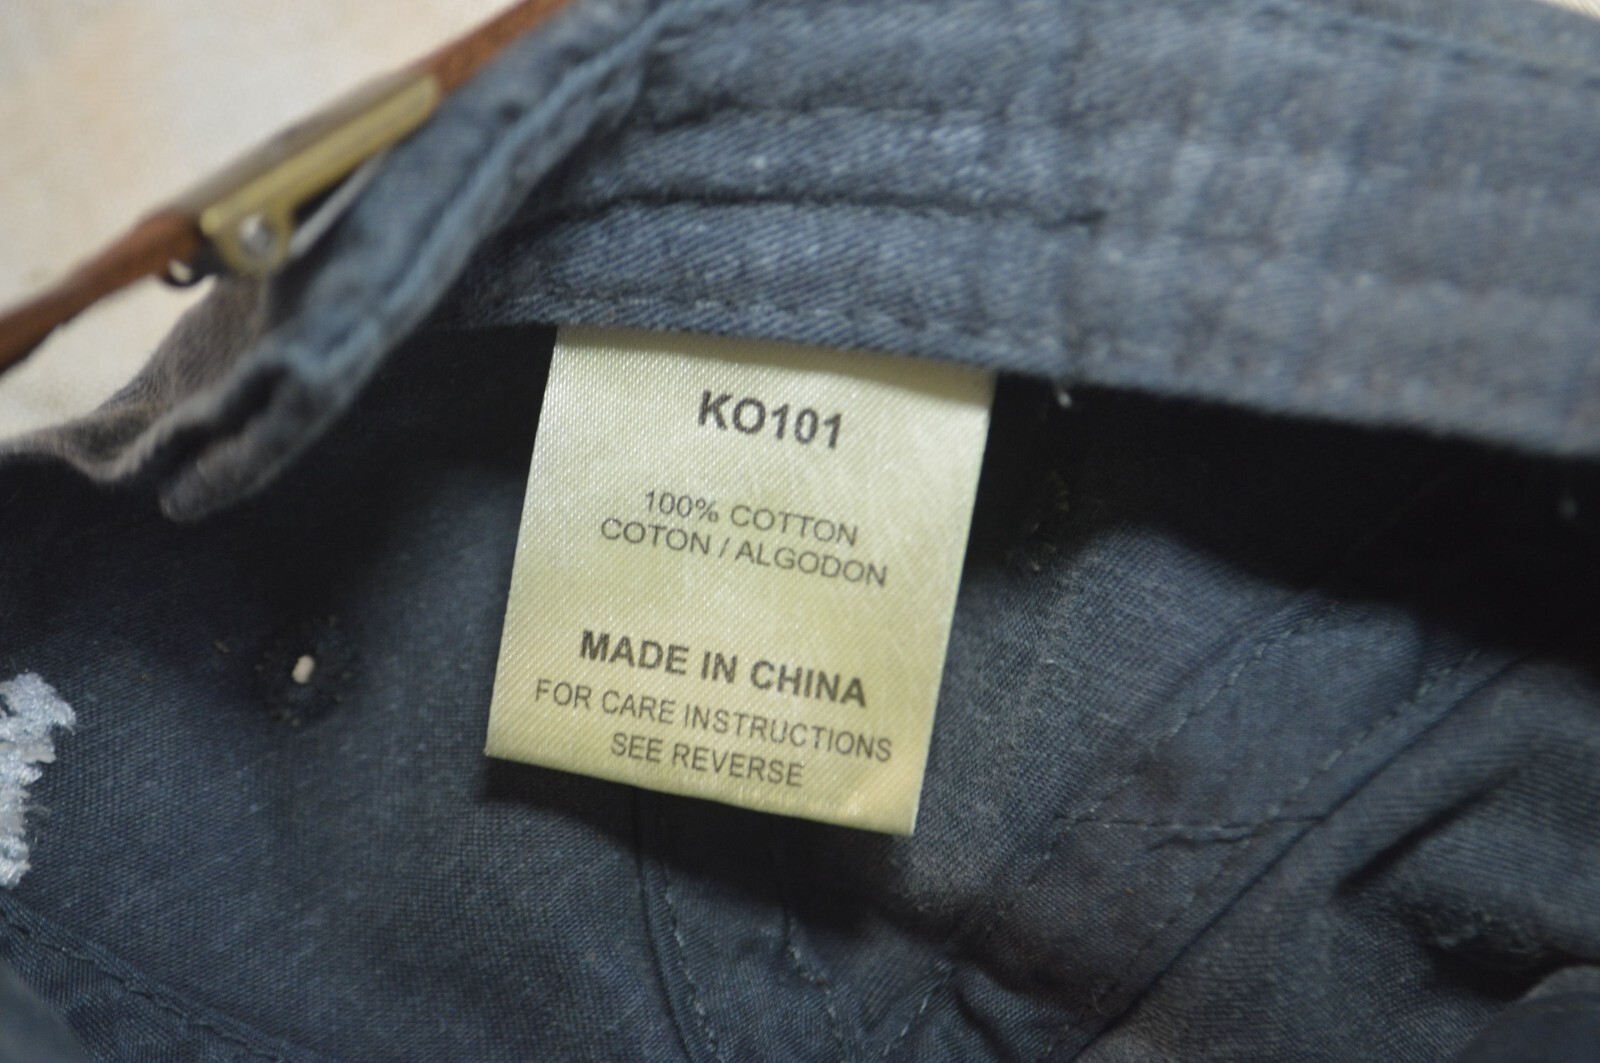 KO101
100% COTTON
COTON / ALGODON
MADE IN CHINA
FOR CARE INSTRUCTIONS
SEE REVERSE